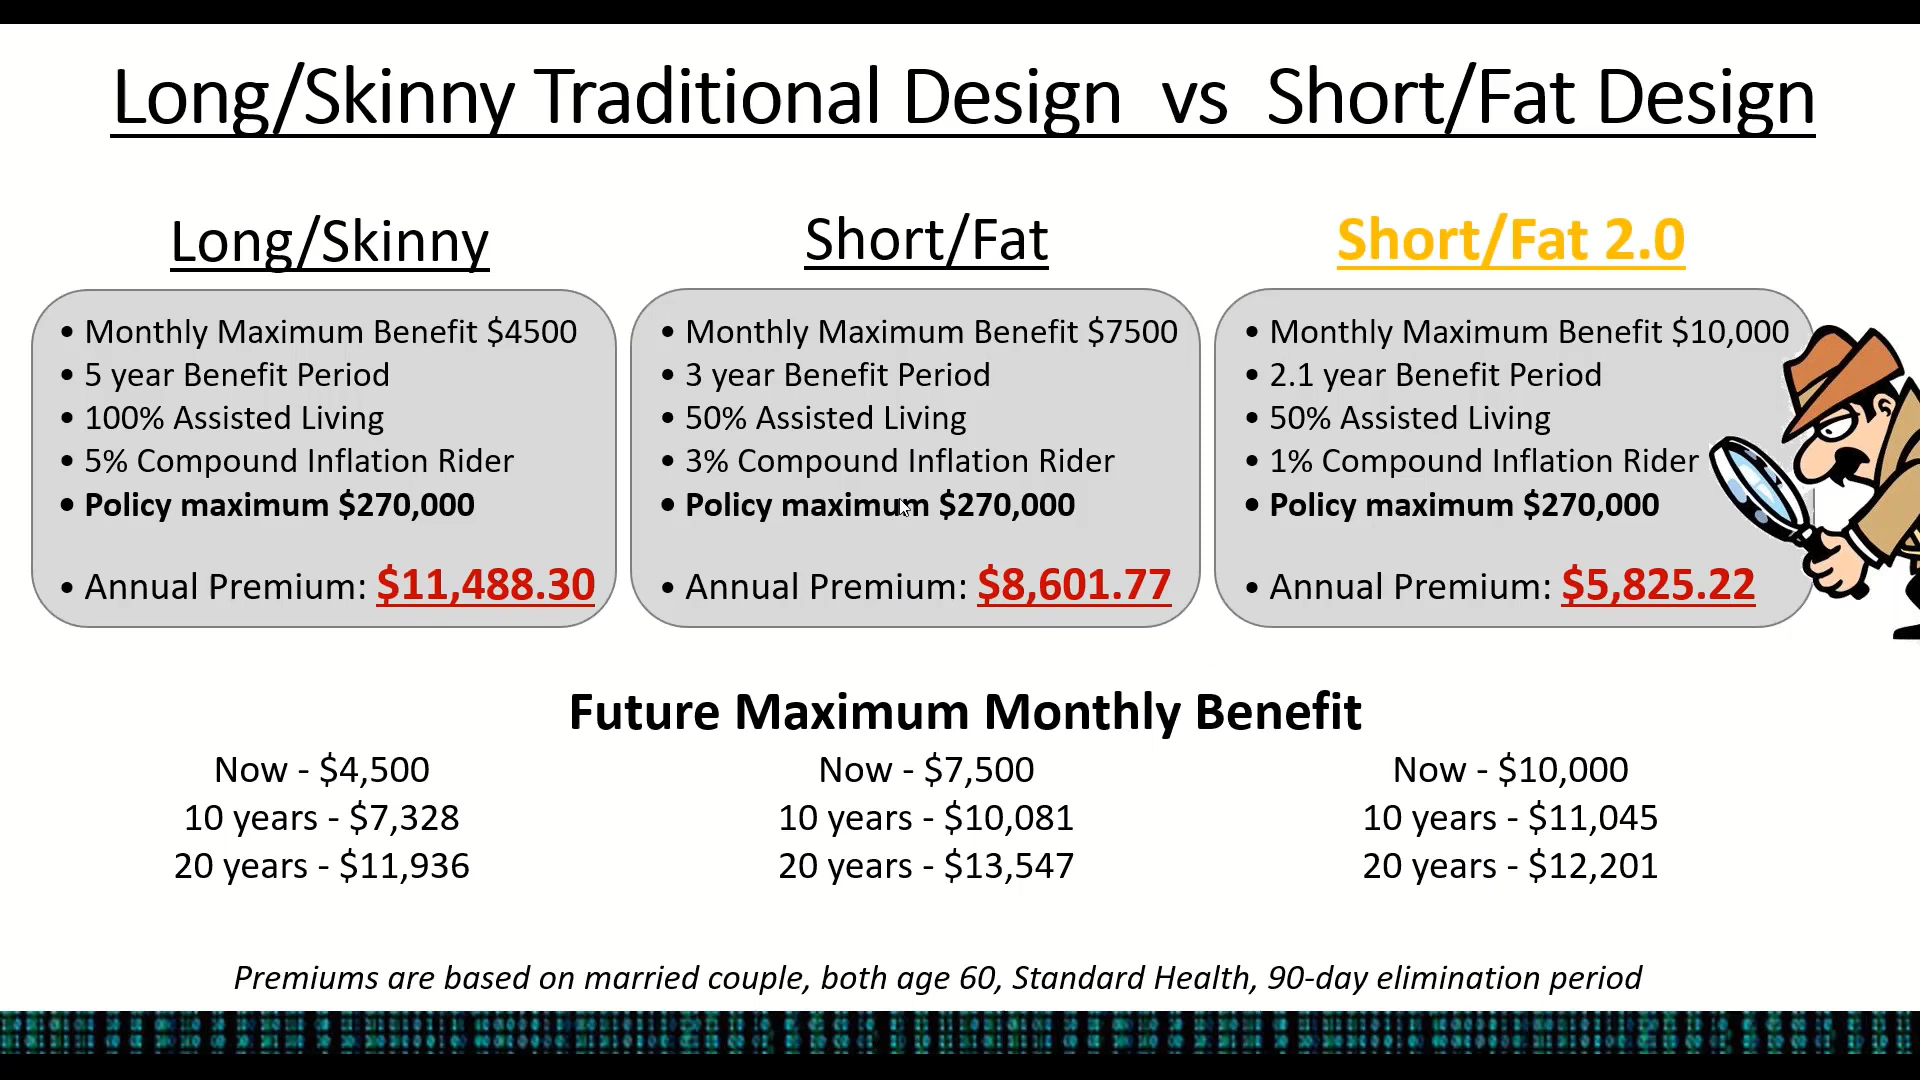 Long/Skinny Traditional Design vs Short/Fat Design
Long/Skinny
• Monthly Maximum Benefit $4500
• 5 year Benefit Period
• 100% Assisted Living
• 5% Compound Inflation Rider
• Policy maximum $270,000
• Annual Premium: $11,488.30
Short/Fat
• Monthly Maximum Benefit $7500
• 3 year Benefit Period
• 50% Assisted Living
• 3% Compound Inflation Rider
• Policy maximum $270,000
• Annual Premium: $8,601.77
Short/Fat 2.0
• Monthly Maximum Benefit $10,000
• 2.1 year Benefit Period
• 50% Assisted Living
• 1% Compound Inflation Rider
• Policy maximum $270,000
• Annual Premium: $5,825.22
Future Maximum Monthly Benefit
Now - $4,500
10 years - $7,328
20 years - $11,936
Now - $7,500
10 years - $10,081
20 years - $13,547
Now - $10,000
10 years - $11,045
20 years - $12,201
Premiums are based on married couple, both age 60, Standard Health, 90-day elimination period